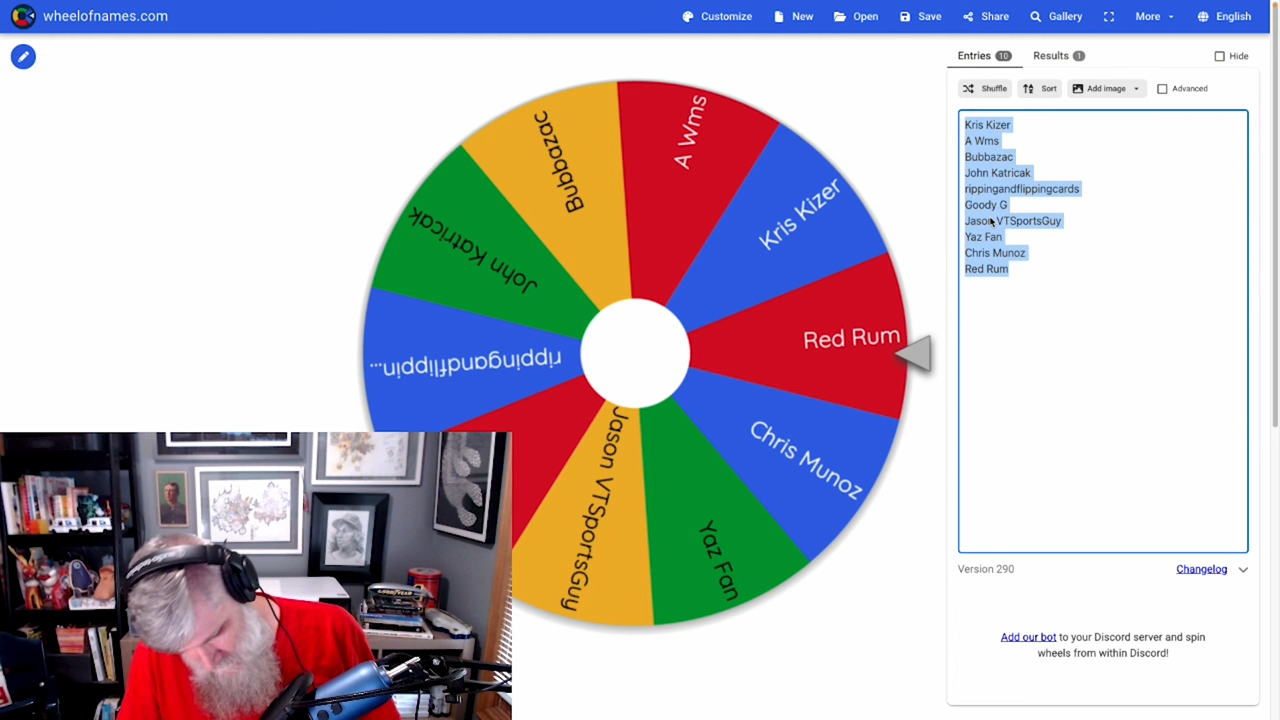 wheelofnames.com
Customize
New
Open
Save
Share
Gallery
More
English
Entries 10
Results 1
Hide
Shuffle
Sort
Add image
Advanced
Kris Kizer
A Wms
Bubbazac
John Katricak
rippingandflippingcards
Goody G
Jason VTSportsGuy
Yaz Fan
Chris Munoz
Red Rum
A Wms
Kris Kizer
Red Rum
Chris Munoz
Yaz Fan
Jason VTSportsGuy
rippingandflippin...
John Katricak
Bubbazac
Version 290
Changelog
Add our bot to your Discord server and spin
wheels from within Discord!
GOODYEAR